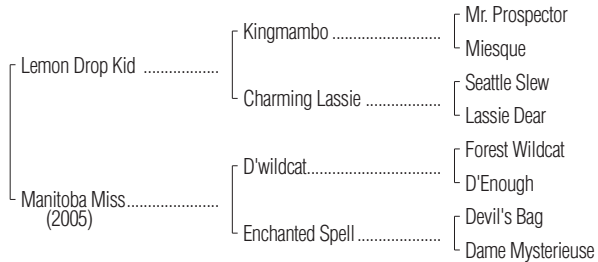 Mr. Prospector
Kingmambo ......................
Miesque
Lemon Drop Kid ..................
Seattle Slew
Charming Lassie ................
Lassie Dear
Forest Wildcat
D'wildcat............................
D'Enough
Manitoba Miss......................
(2005)
Devil's Bag
Enchanted Spell..................
Dame Mysterieuse